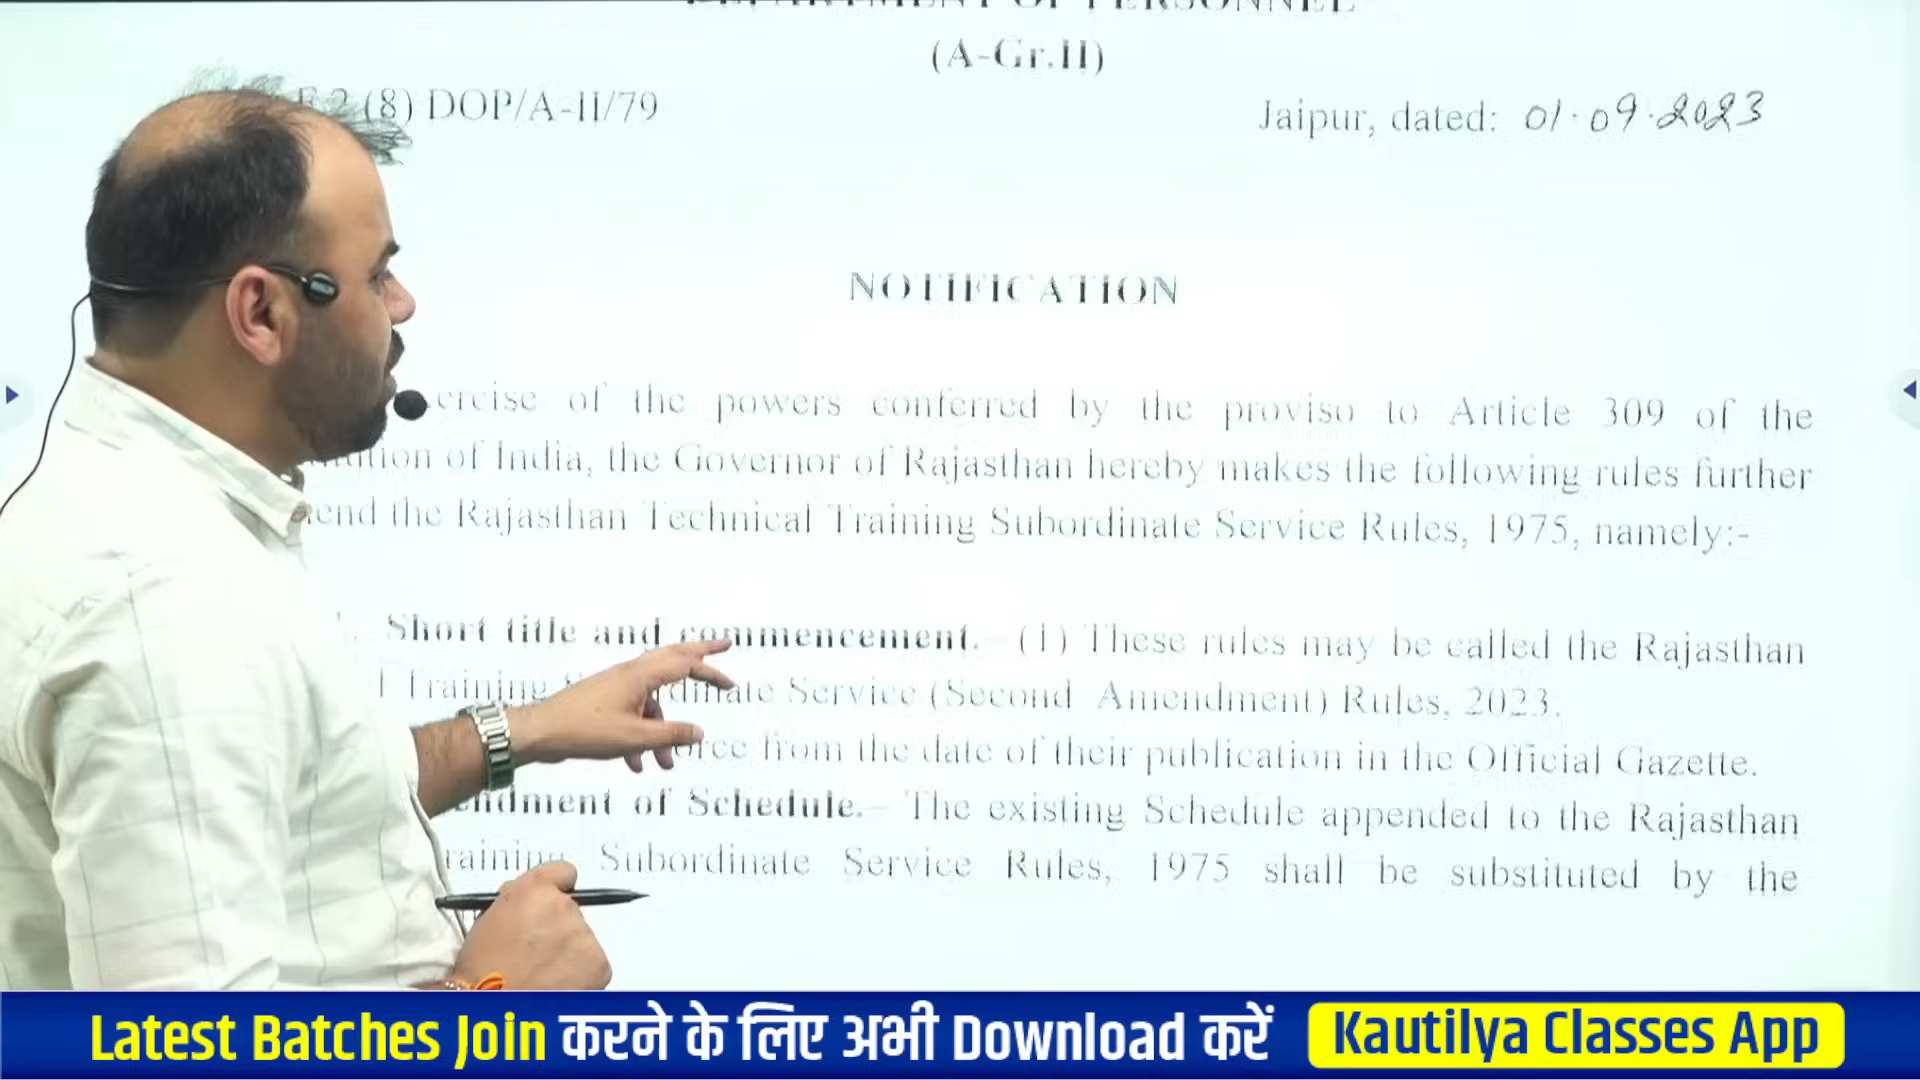 DEPARTMENT OF PERSONNEL
(A-Gr.II)
F 2 (8) DOP/A-II/79
Jaipur, dated: 01.09.2023
NOTIFICATION
of the powers conferred by the proviso to Article 309 of the
of India, the Governor of Rajasthan hereby makes the following rules further
the Rajasthan Technical Training Subordinate Service Rules, 1975, namely:-
Short title and commencement.– (1) These rules may be called the Rajasthan
Training Service (Second Amendment) Rules, 2023.
from the date of their publication in the Official Gazette.
of Schedule.– The existing Schedule appended to the Rajasthan
Subordinate Service Rules, 1975 shall be substituted by the
Latest Batches Join करने के लिए अभी Download करें Kautilya Classes App